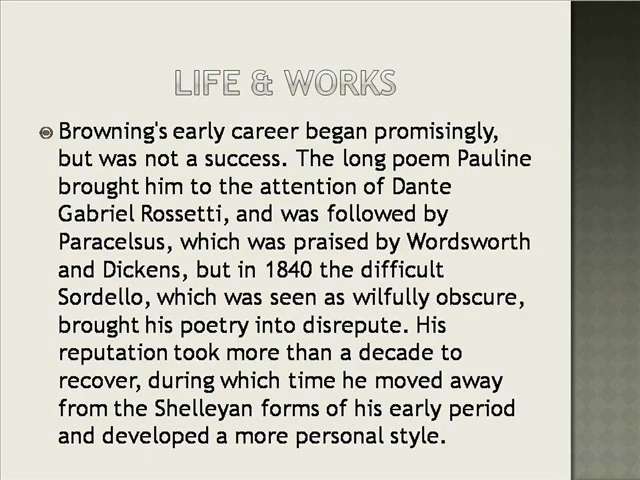 LIFE & WORKS
Browning's early career began promisingly,
but was not a success. The long poem Pauline
brought him to the attention of Dante
Gabriel Rossetti, and was followed by
Paracelsus, which was praised by Wordsworth
and Dickens, but in 1840 the difficult
Sordello, which was seen as wilfully obscure,
brought his poetry into disrepute. His
reputation took more than a decade to
recover, during which time he moved away
from the Shelleyan forms of his early period
and developed a more personal style.